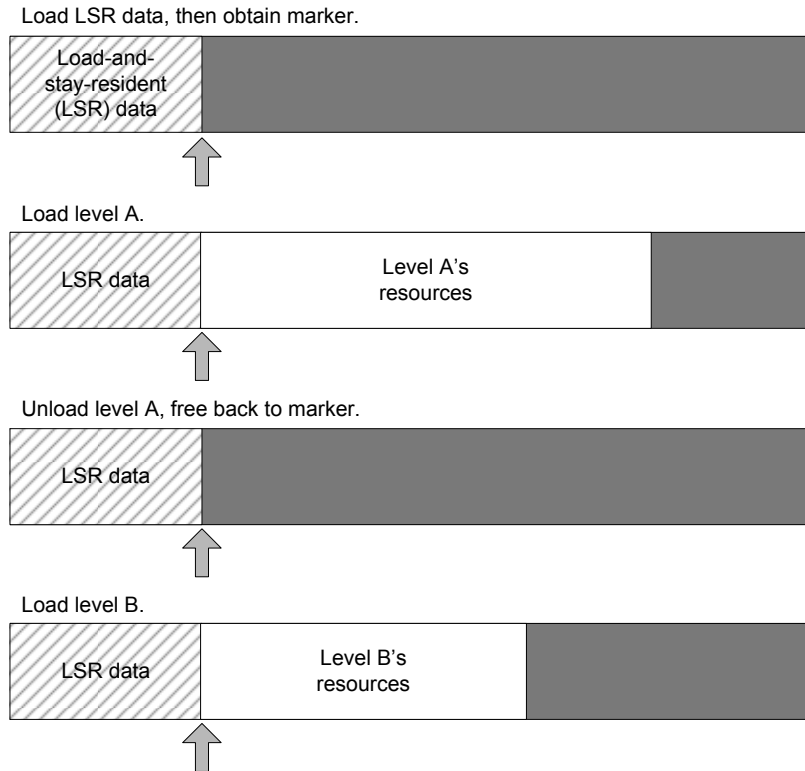 Load LSR data, then obtain marker.
Load-and-
stay-resident
(LSR) data
Load level A.
LSR data
Level A’s
resources
Unload level A, free back to marker.
LSR data
Load level B.
LSR data
Level B’s
resources